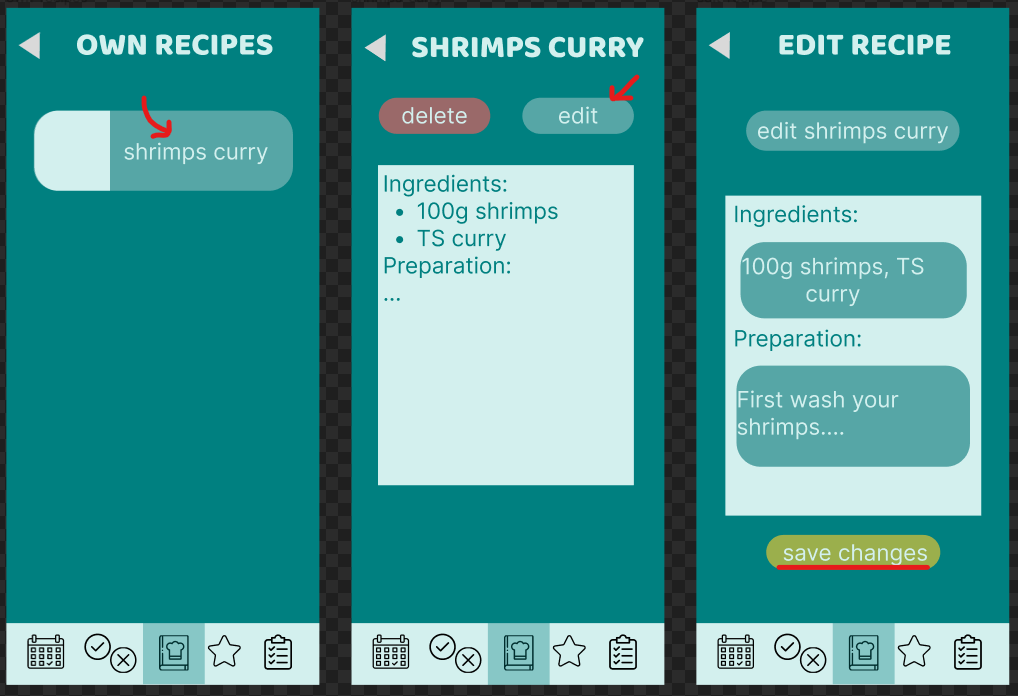 OWN RECIPES
shrimps curry
SHRIMPS CURRY
delete
edit
Ingredients:
• 100g shrimps
• TS curry
Preparation:
...
EDIT RECIPE
edit shrimps curry
Ingredients:
100g shrimps, TS
curry
Preparation:
First wash your
shrimps....
save changes